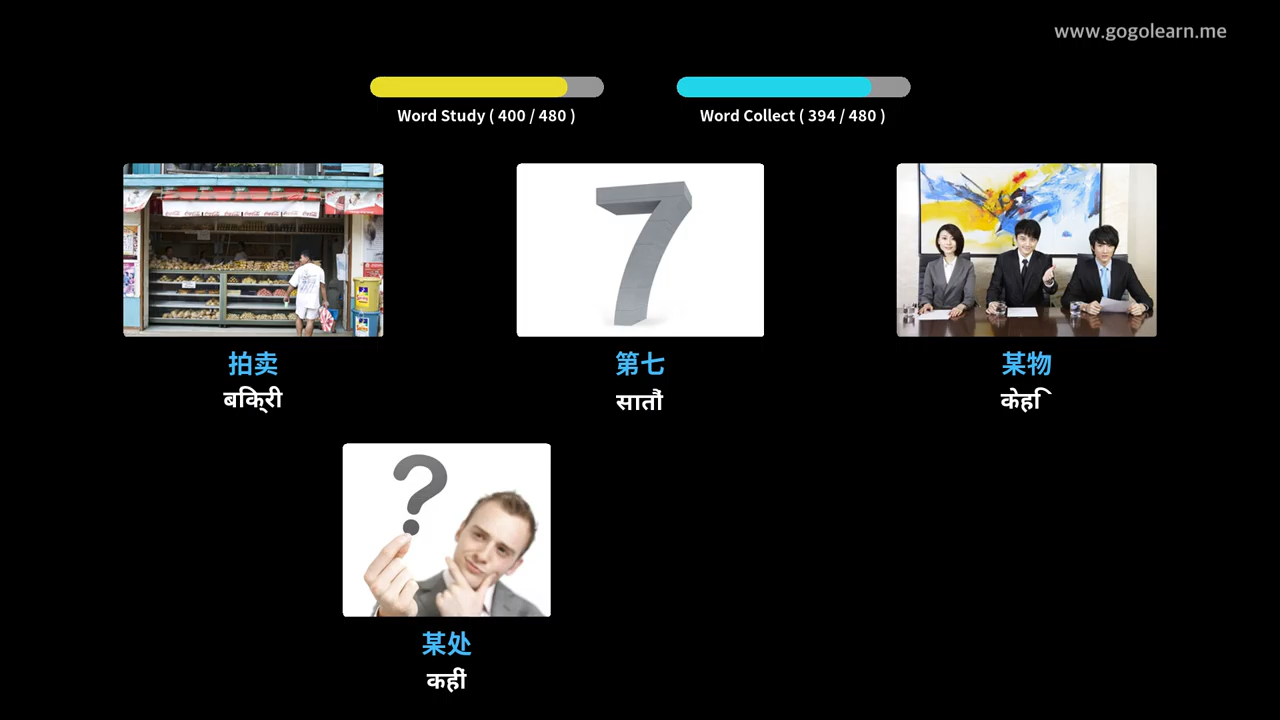 www.gogolearn.me
Word Study ( 400 / 480 )
Word Collect ( 394 / 480 )
拍卖
बिक्री
第七
सातौं
某物
केहि
某处
कहीं